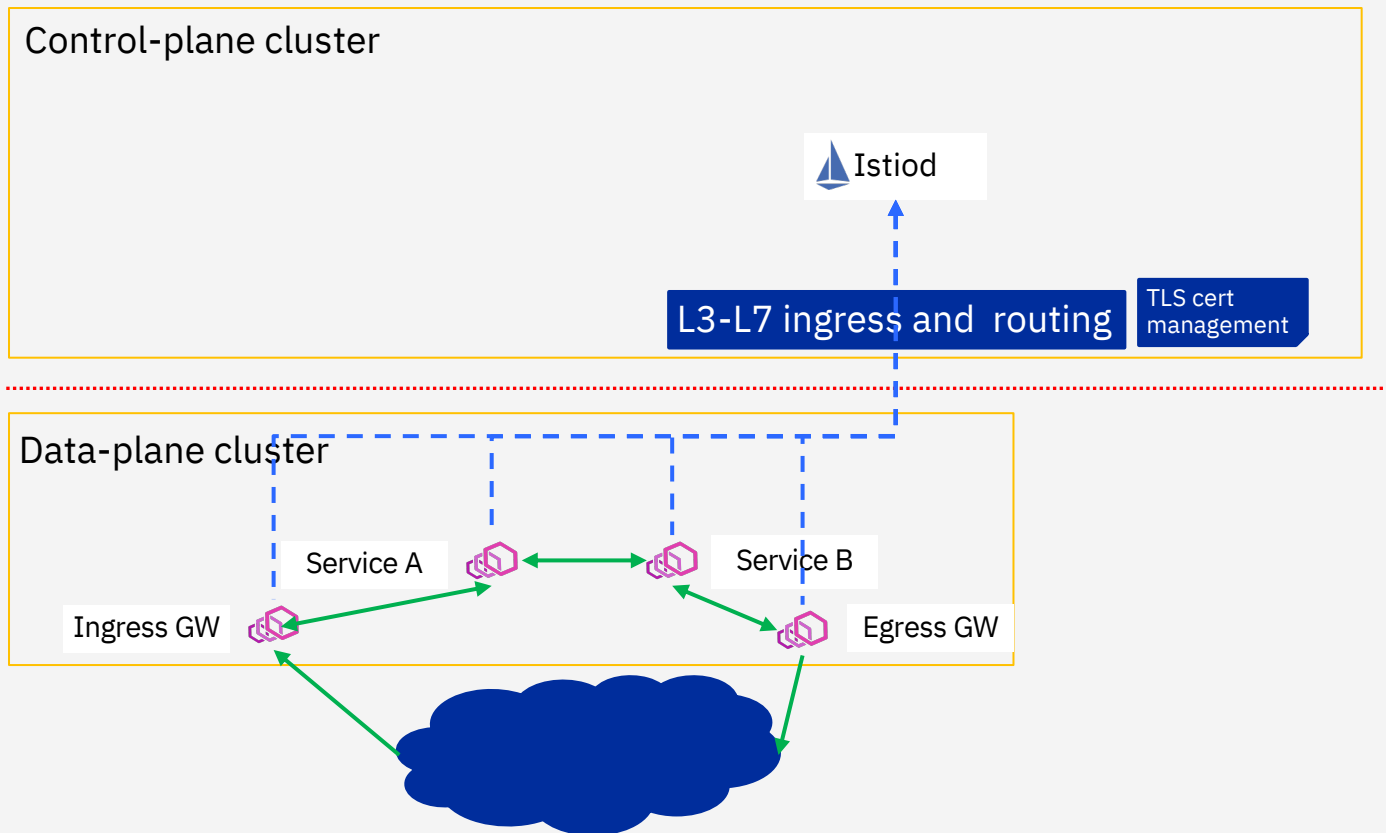 Control-plane cluster
Istiod
L3-L7 ingress and routing
TLS cert
management
Data-plane cluster
Service A
Service B
Ingress GW
Egress GW